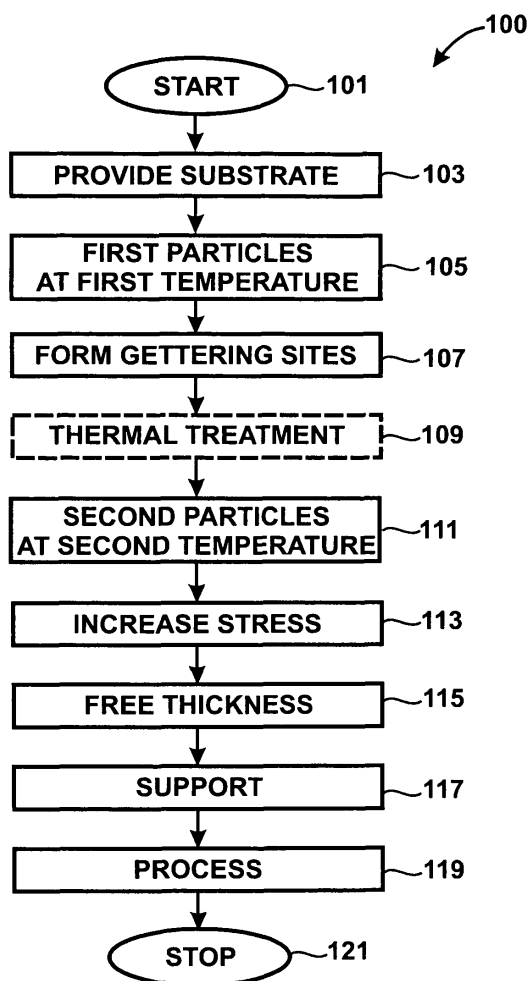 100
START 101
PROVIDE SUBSTRATE 103
FIRST PARTICLES
AT FIRST TEMPERATURE 105
FORM GETTERING SITES 107
THERMAL TREATMENT 109
SECOND PARTICLES
AT SECOND TEMPERATURE 111
INCREASE STRESS 113
FREE THICKNESS 115
SUPPORT 117
PROCESS 119
STOP 121